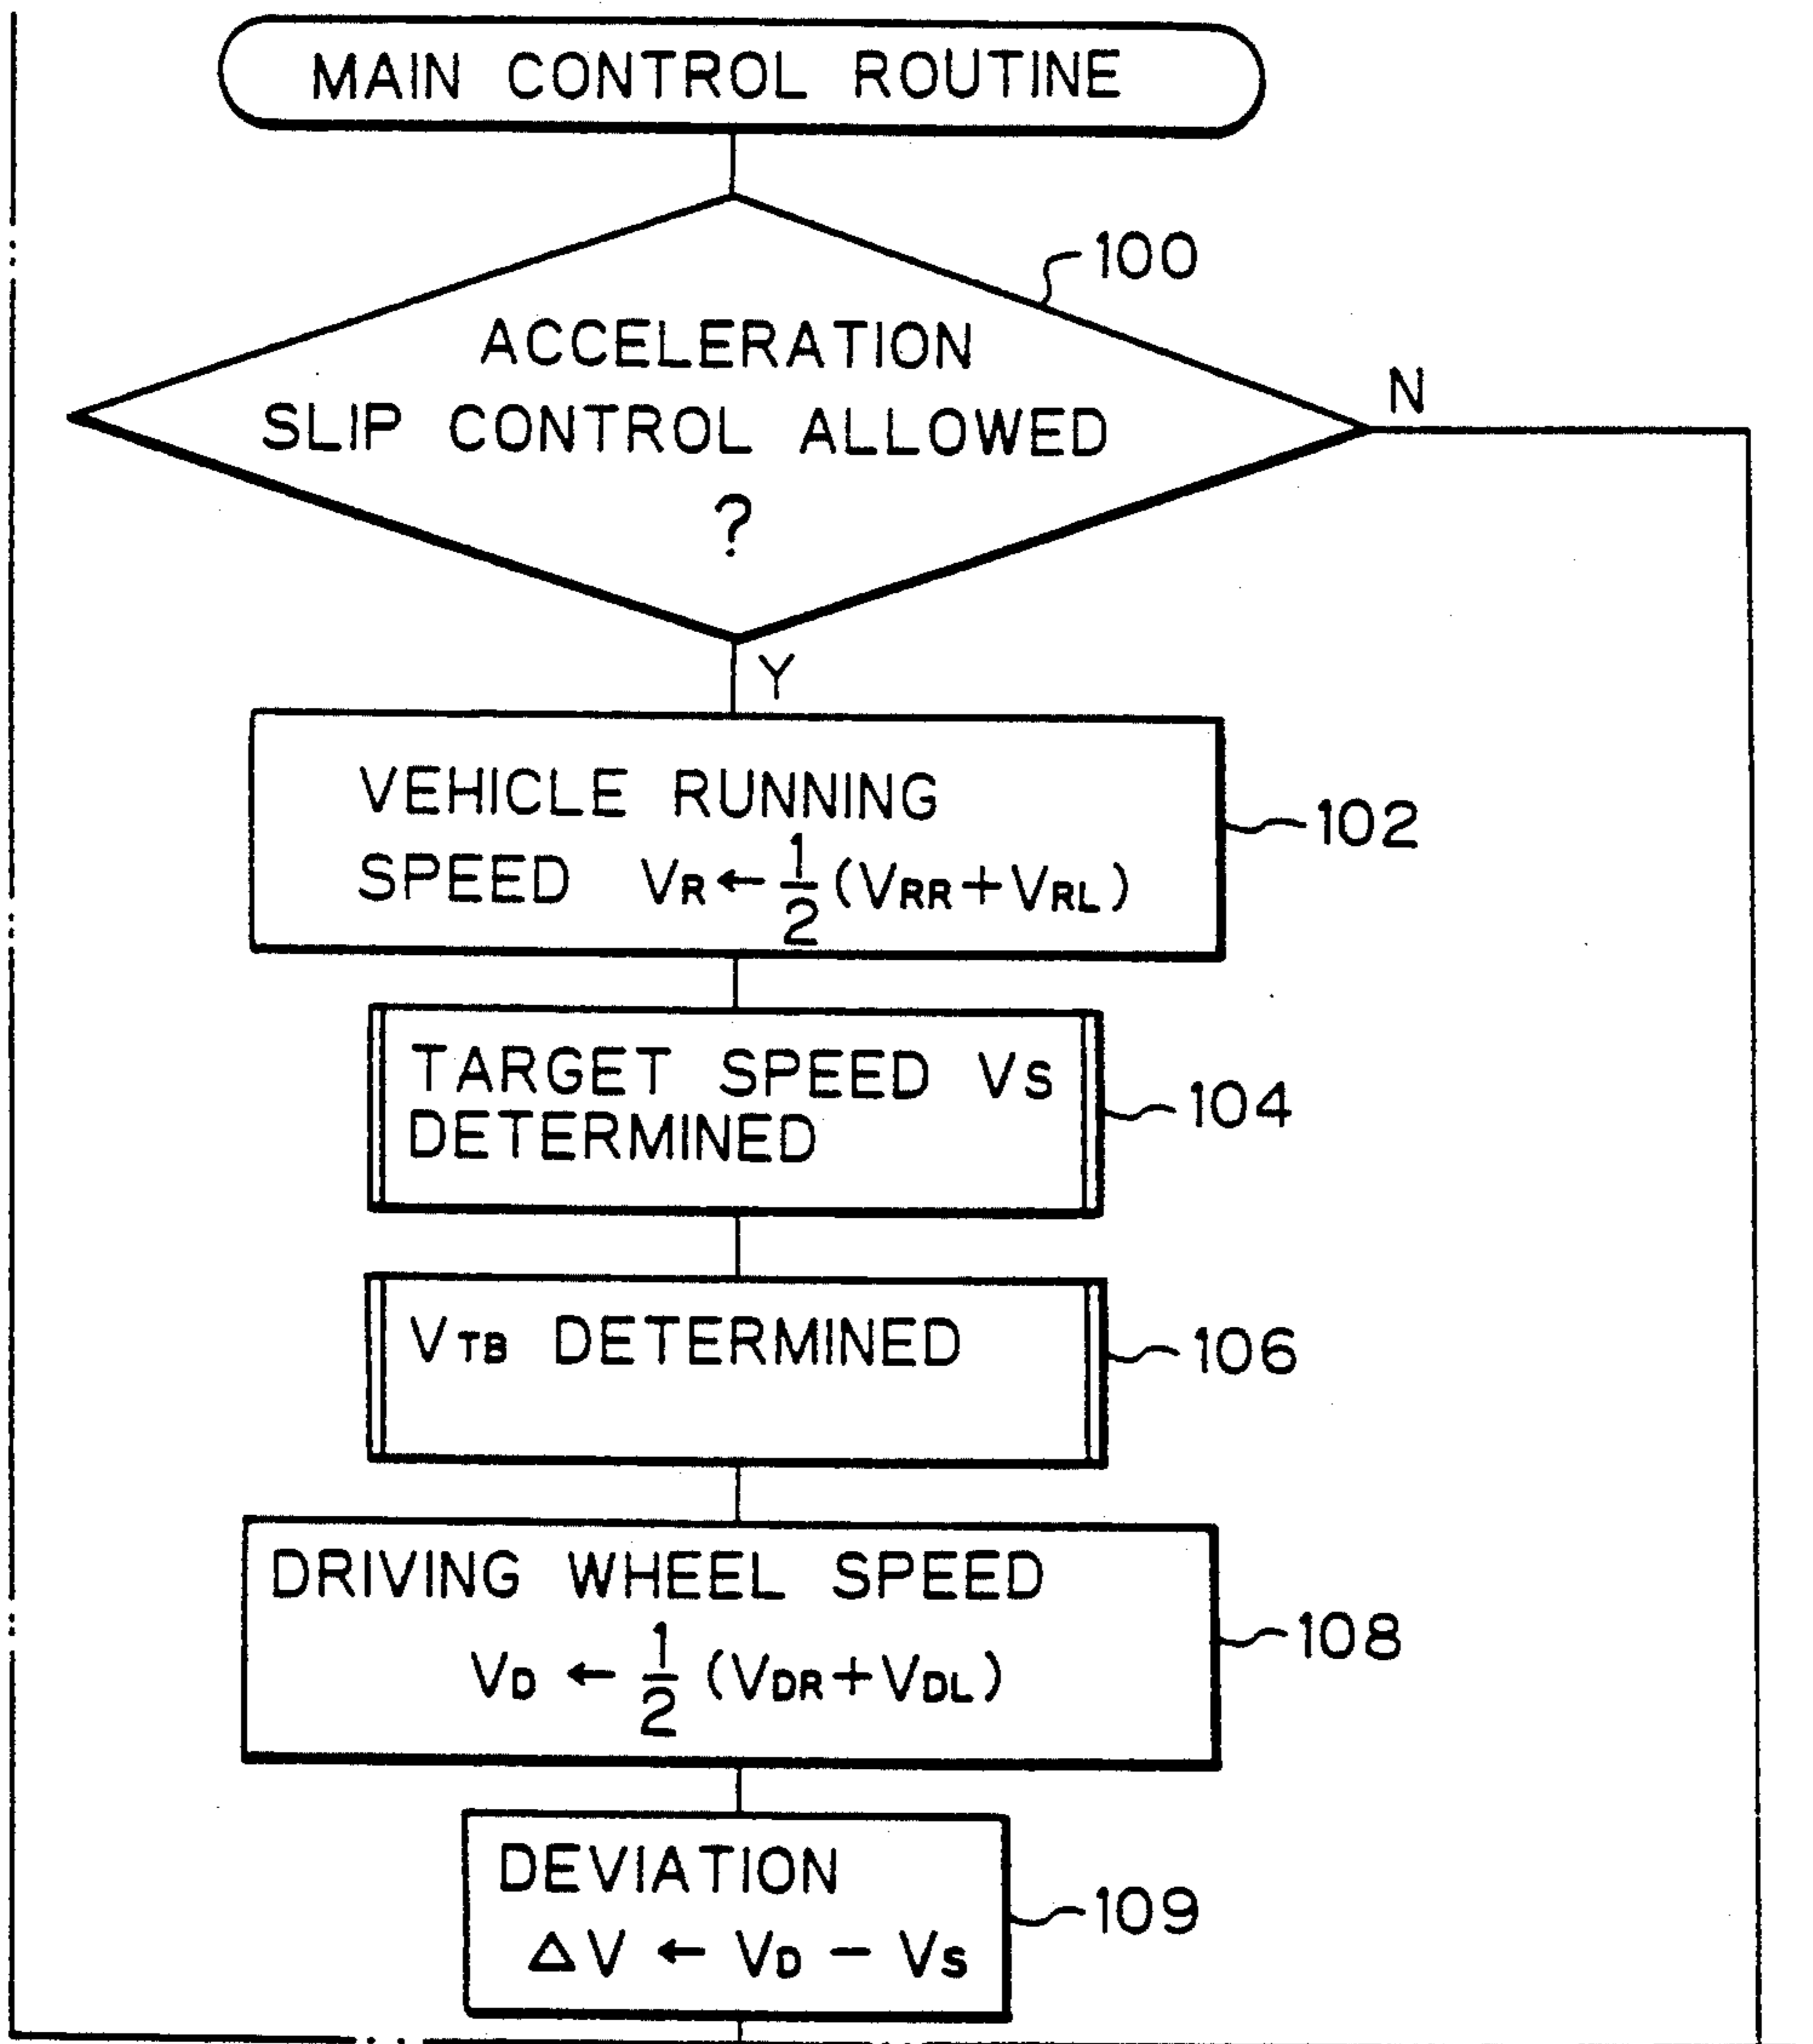 MAIN CONTROL ROUTINE
100
ACCELERATION
SLIP CONTROL ALLOWED
?
N
Y
VEHICLE RUNNING
SPEED VR ← 1/2 (VRR + VRL)
102
TARGET SPEED VS
DETERMINED
104
VTB DETERMINED
106
DRIVING WHEEL SPEED
VD ← 1/2 (VDR + VDL)
108
DEVIATION
ΔV ← VD − VS
109